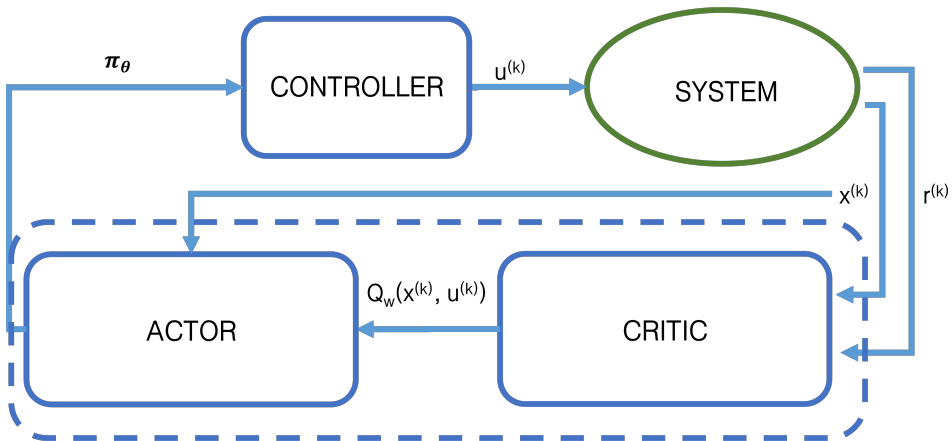 π_θ
CONTROLLER
u^(k)
SYSTEM
x^(k)
r^(k)
Q_w(x^(k), u^(k))
ACTOR
CRITIC